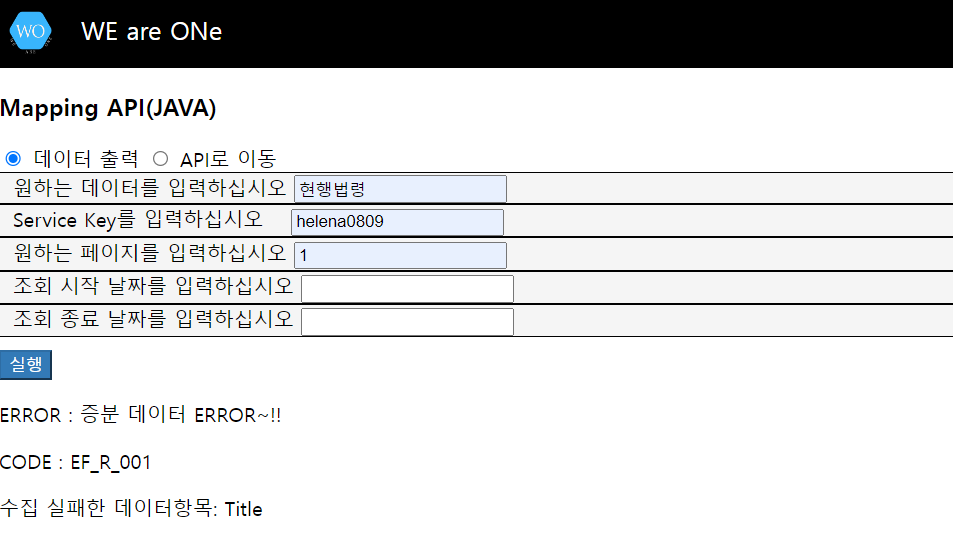 WO
WE are ONe
Mapping API(JAVA)
데이터 출력 API로 이동
원하는 데이터를 입력하십시오 현행법령
Service Key를 입력하십시오 helena0809
원하는 페이지를 입력하십시오 1
조회 시작 날짜를 입력하십시오
조회 종료 날짜를 입력하십시오
실행
ERROR : 증분 데이터 ERROR~!!
CODE : EF_R_001
수집 실패한 데이터항목: Title